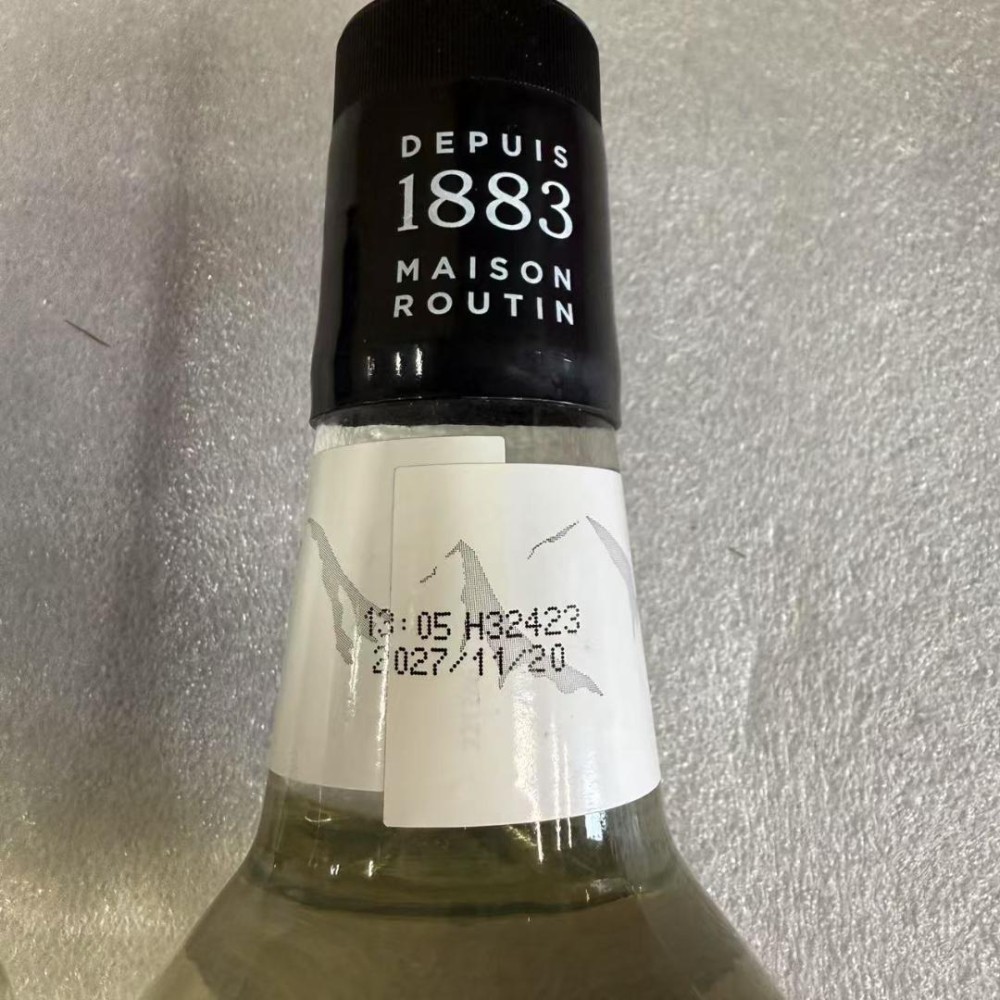 DEPUIS
1883
MAISON
ROUTIN
13:05 H32423
2027/11/20